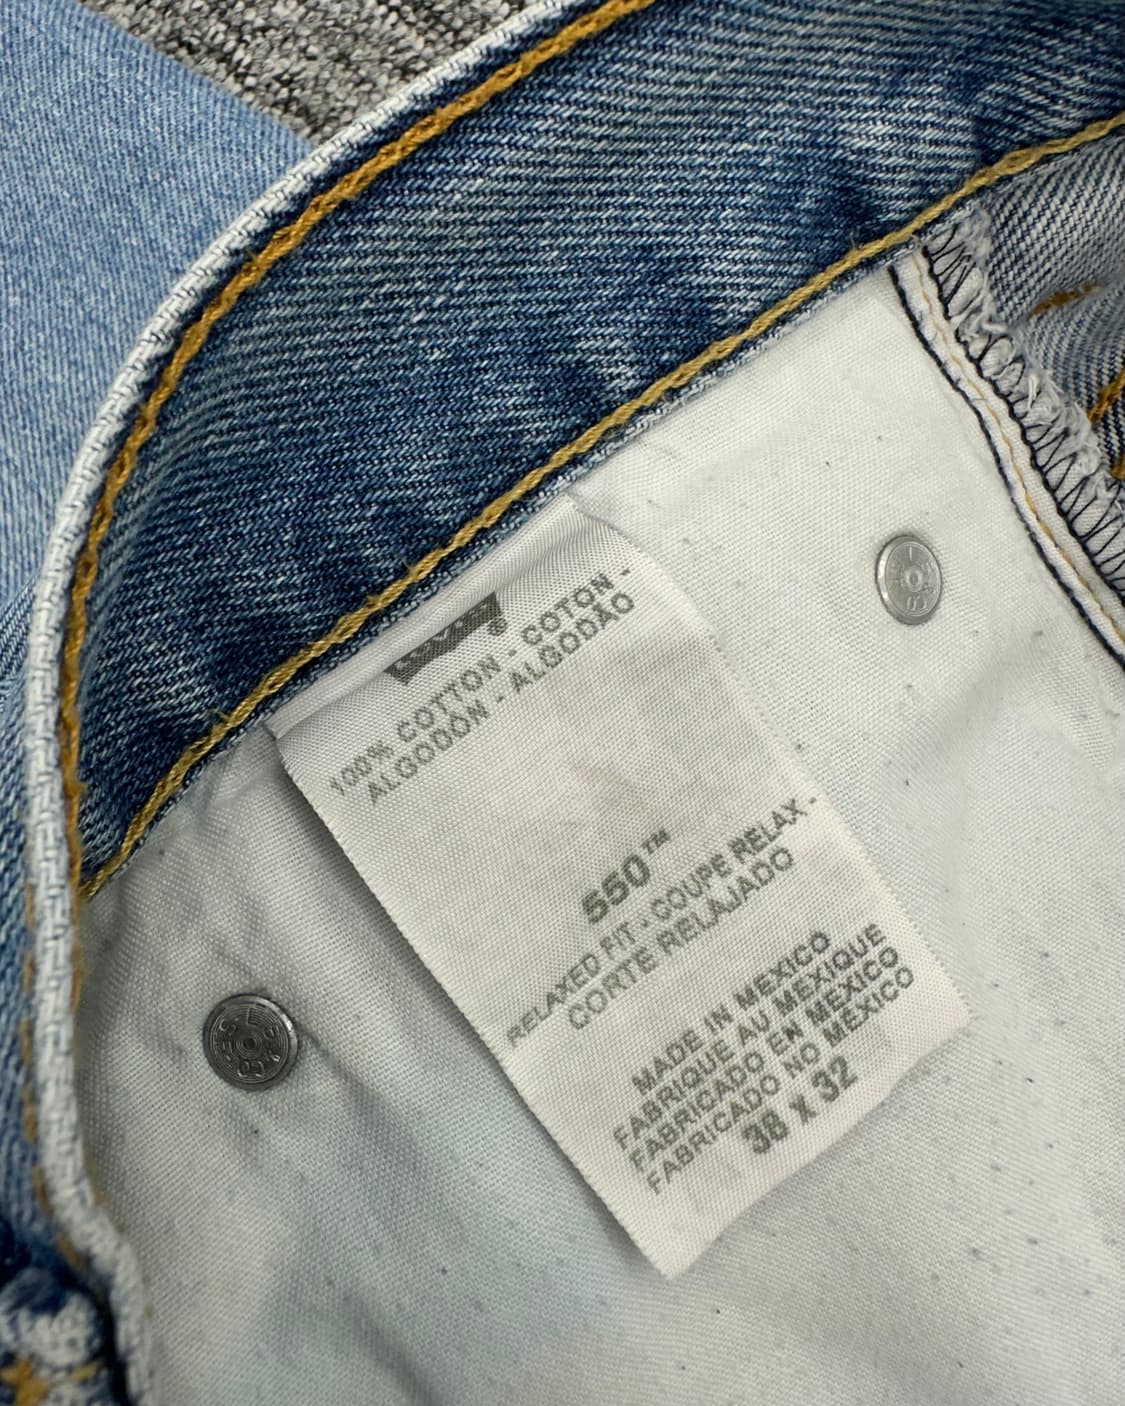 100% COTTON - COTON -
ALGODÓN - ALGODÃO
550™
RELAXED FIT - COUPE RELAX -
CORTE RELAJADO
MADE IN MEXICO
FABRIQUE AU MEXIQUE
FABRICADO EN MEXICO
FABRICADO NO MÉXICO
38 x 32